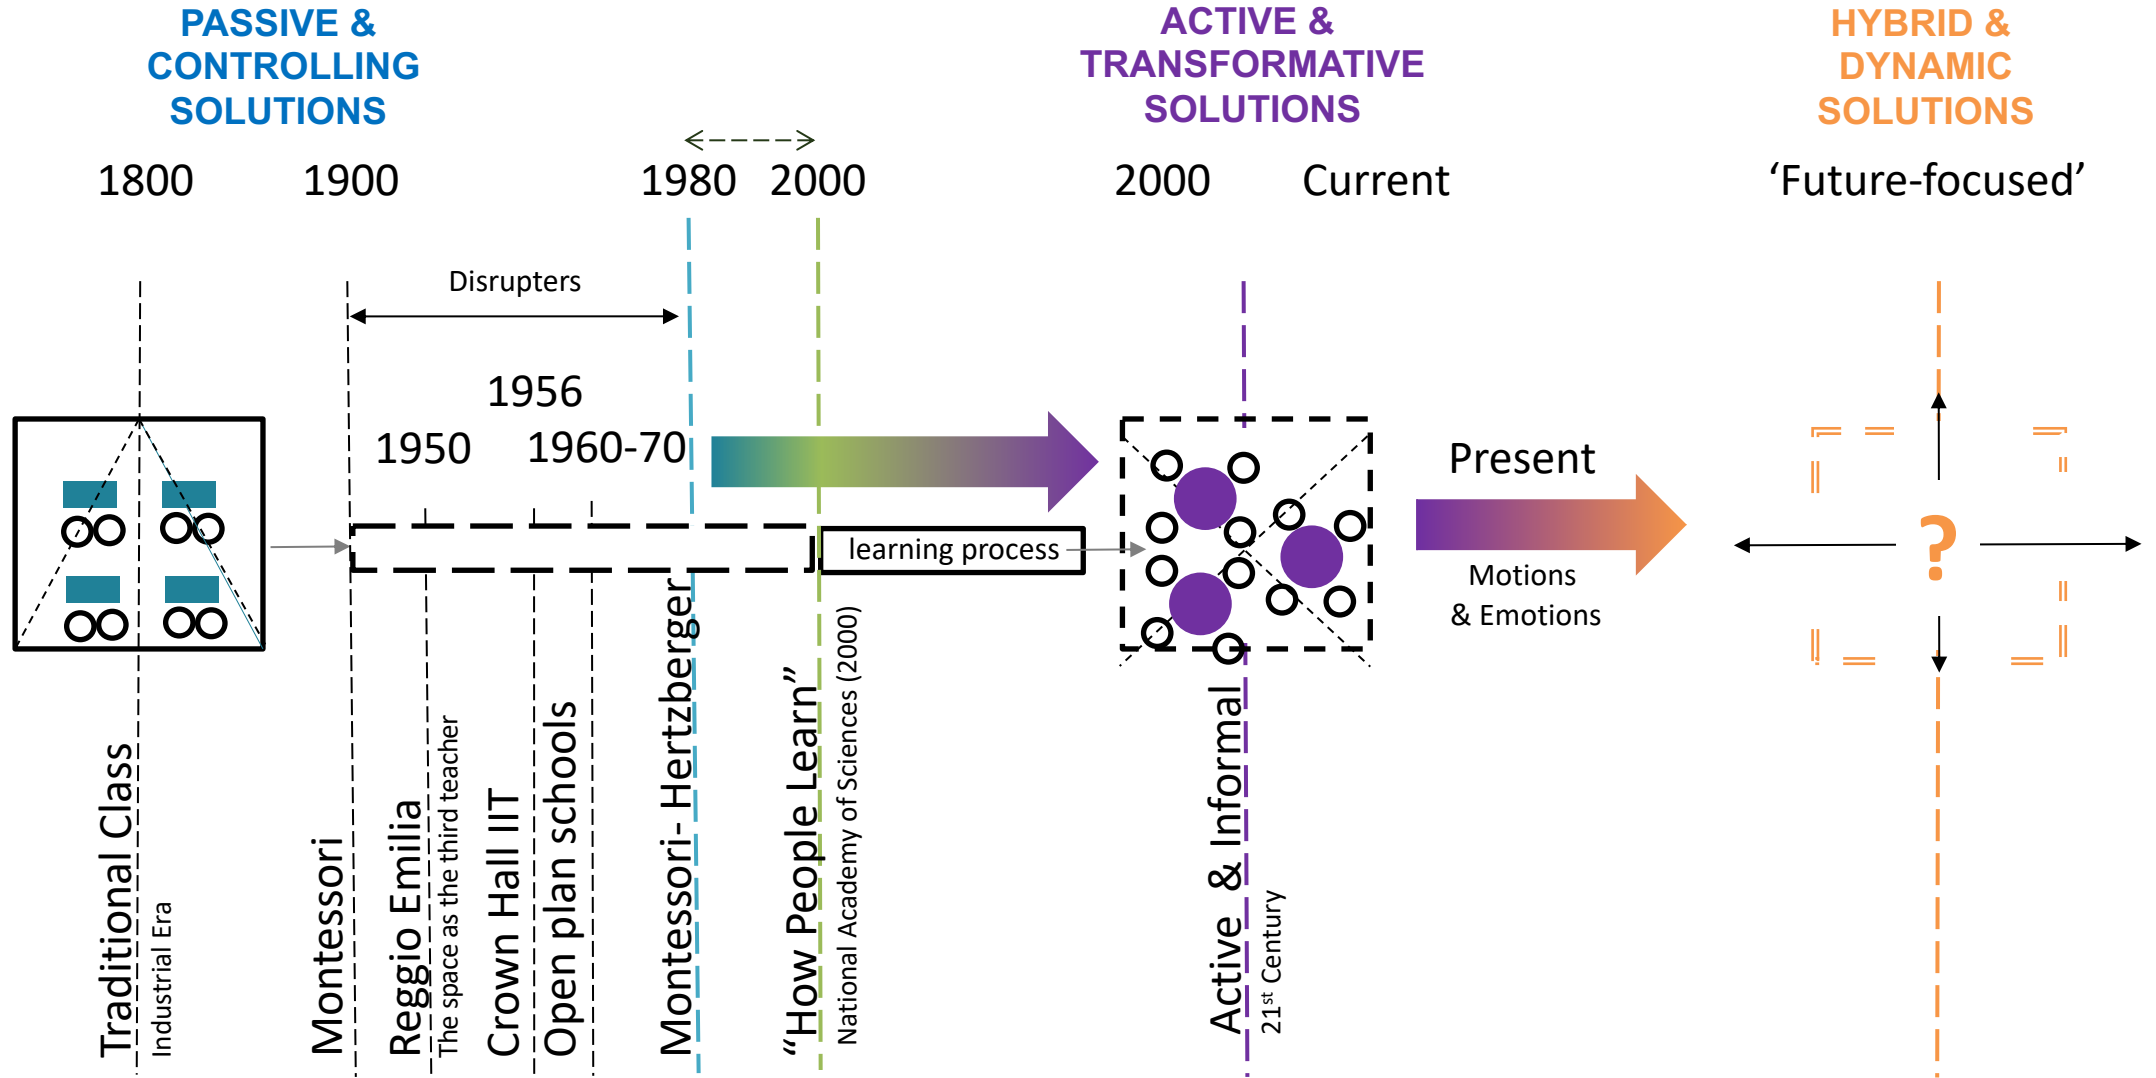 PASSIVE &
CONTROLLING
SOLUTIONS
ACTIVE &
TRANSFORMATIVE
SOLUTIONS
HYBRID &
DYNAMIC
SOLUTIONS
1800
1900
1980
2000
2000
Current
‘Future-focused’
Disrupters
1956
1950
1960-70
Present
learning process
?
Motions
& Emotions
Traditional Class
Industrial Era
Montessori
Reggio Emilia
The space as the third teacher
Crown Hall IIT
Open plan schools
Montessori- Hertzberger
“How People Learn”
National Academy of Sciences (2000)
Active & Informal
21st Century